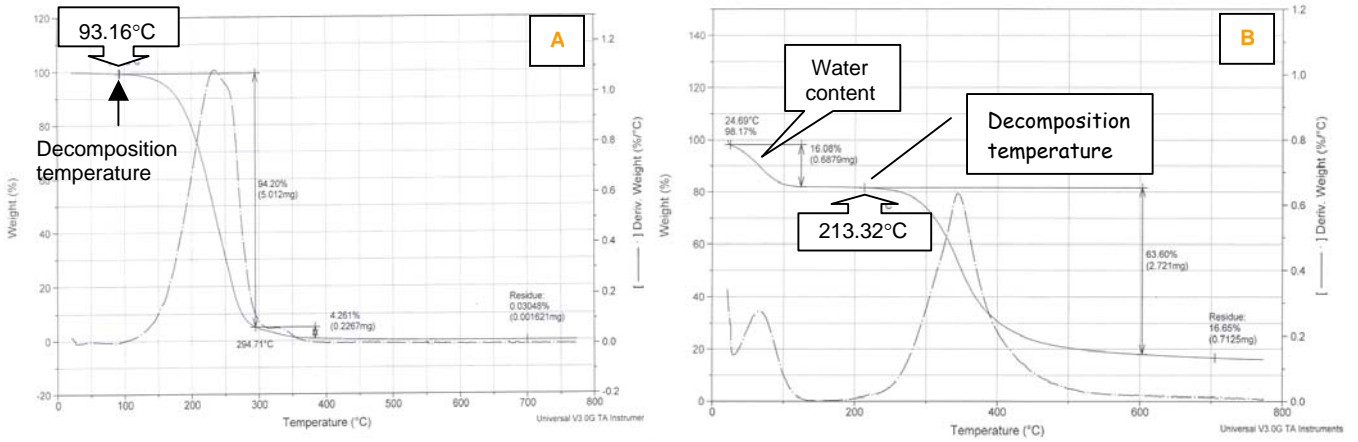 A
93.16°C
Decomposition
temperature
94.20%
(5.012mg)
4.261%
(0.2267mg)
294.71°C
Residue:
0.03048%
(0.001621mg)
120
100
80
60
40
20
0
-20
Weight (%)
0
100
200
300
400
500
600
700
800
Temperature (°C)
1.2
1.0
0.8
0.6
0.4
0.2
0.0
-0.2
[ ——— · ] Deriv. Weight (%/°C)
Universal V3.0G TA Instrumer
B
Water
content
Decomposition
temperature
24.69°C
98.17%
16.08%
(0.6879mg)
213.32°C
63.60%
(2.721mg)
Residue:
16.65%
(0.7125mg)
140
120
100
80
60
40
20
0
Weight (%)
0
200
400
600
800
Temperature (°C)
1.2
1.0
0.8
0.6
0.4
0.2
0.0
[ ——— · ] Deriv. Weight (%/°C)
Universal V3.0G TA Instruments